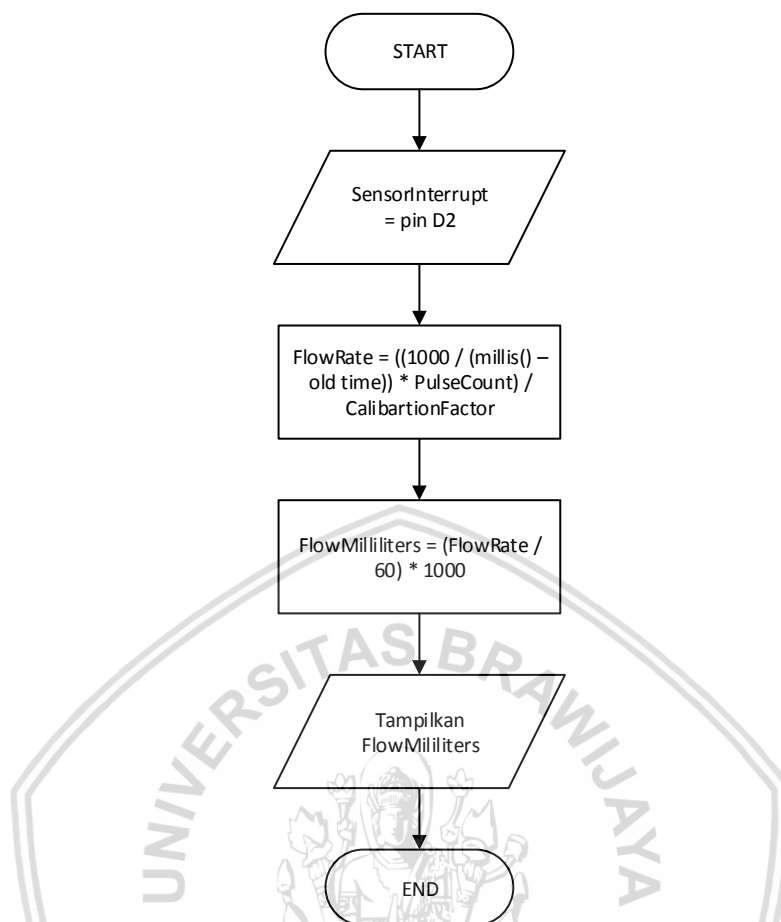 START
SensorInterrupt
= pin D2
FlowRate = ((1000 / (millis() –
old time)) * PulseCount) /
CalibartionFactor
FlowMilliliters = (FlowRate /
60) * 1000
Tampilkan
FlowMililiters
END
UNIVERSITAS BRAWIJAYA